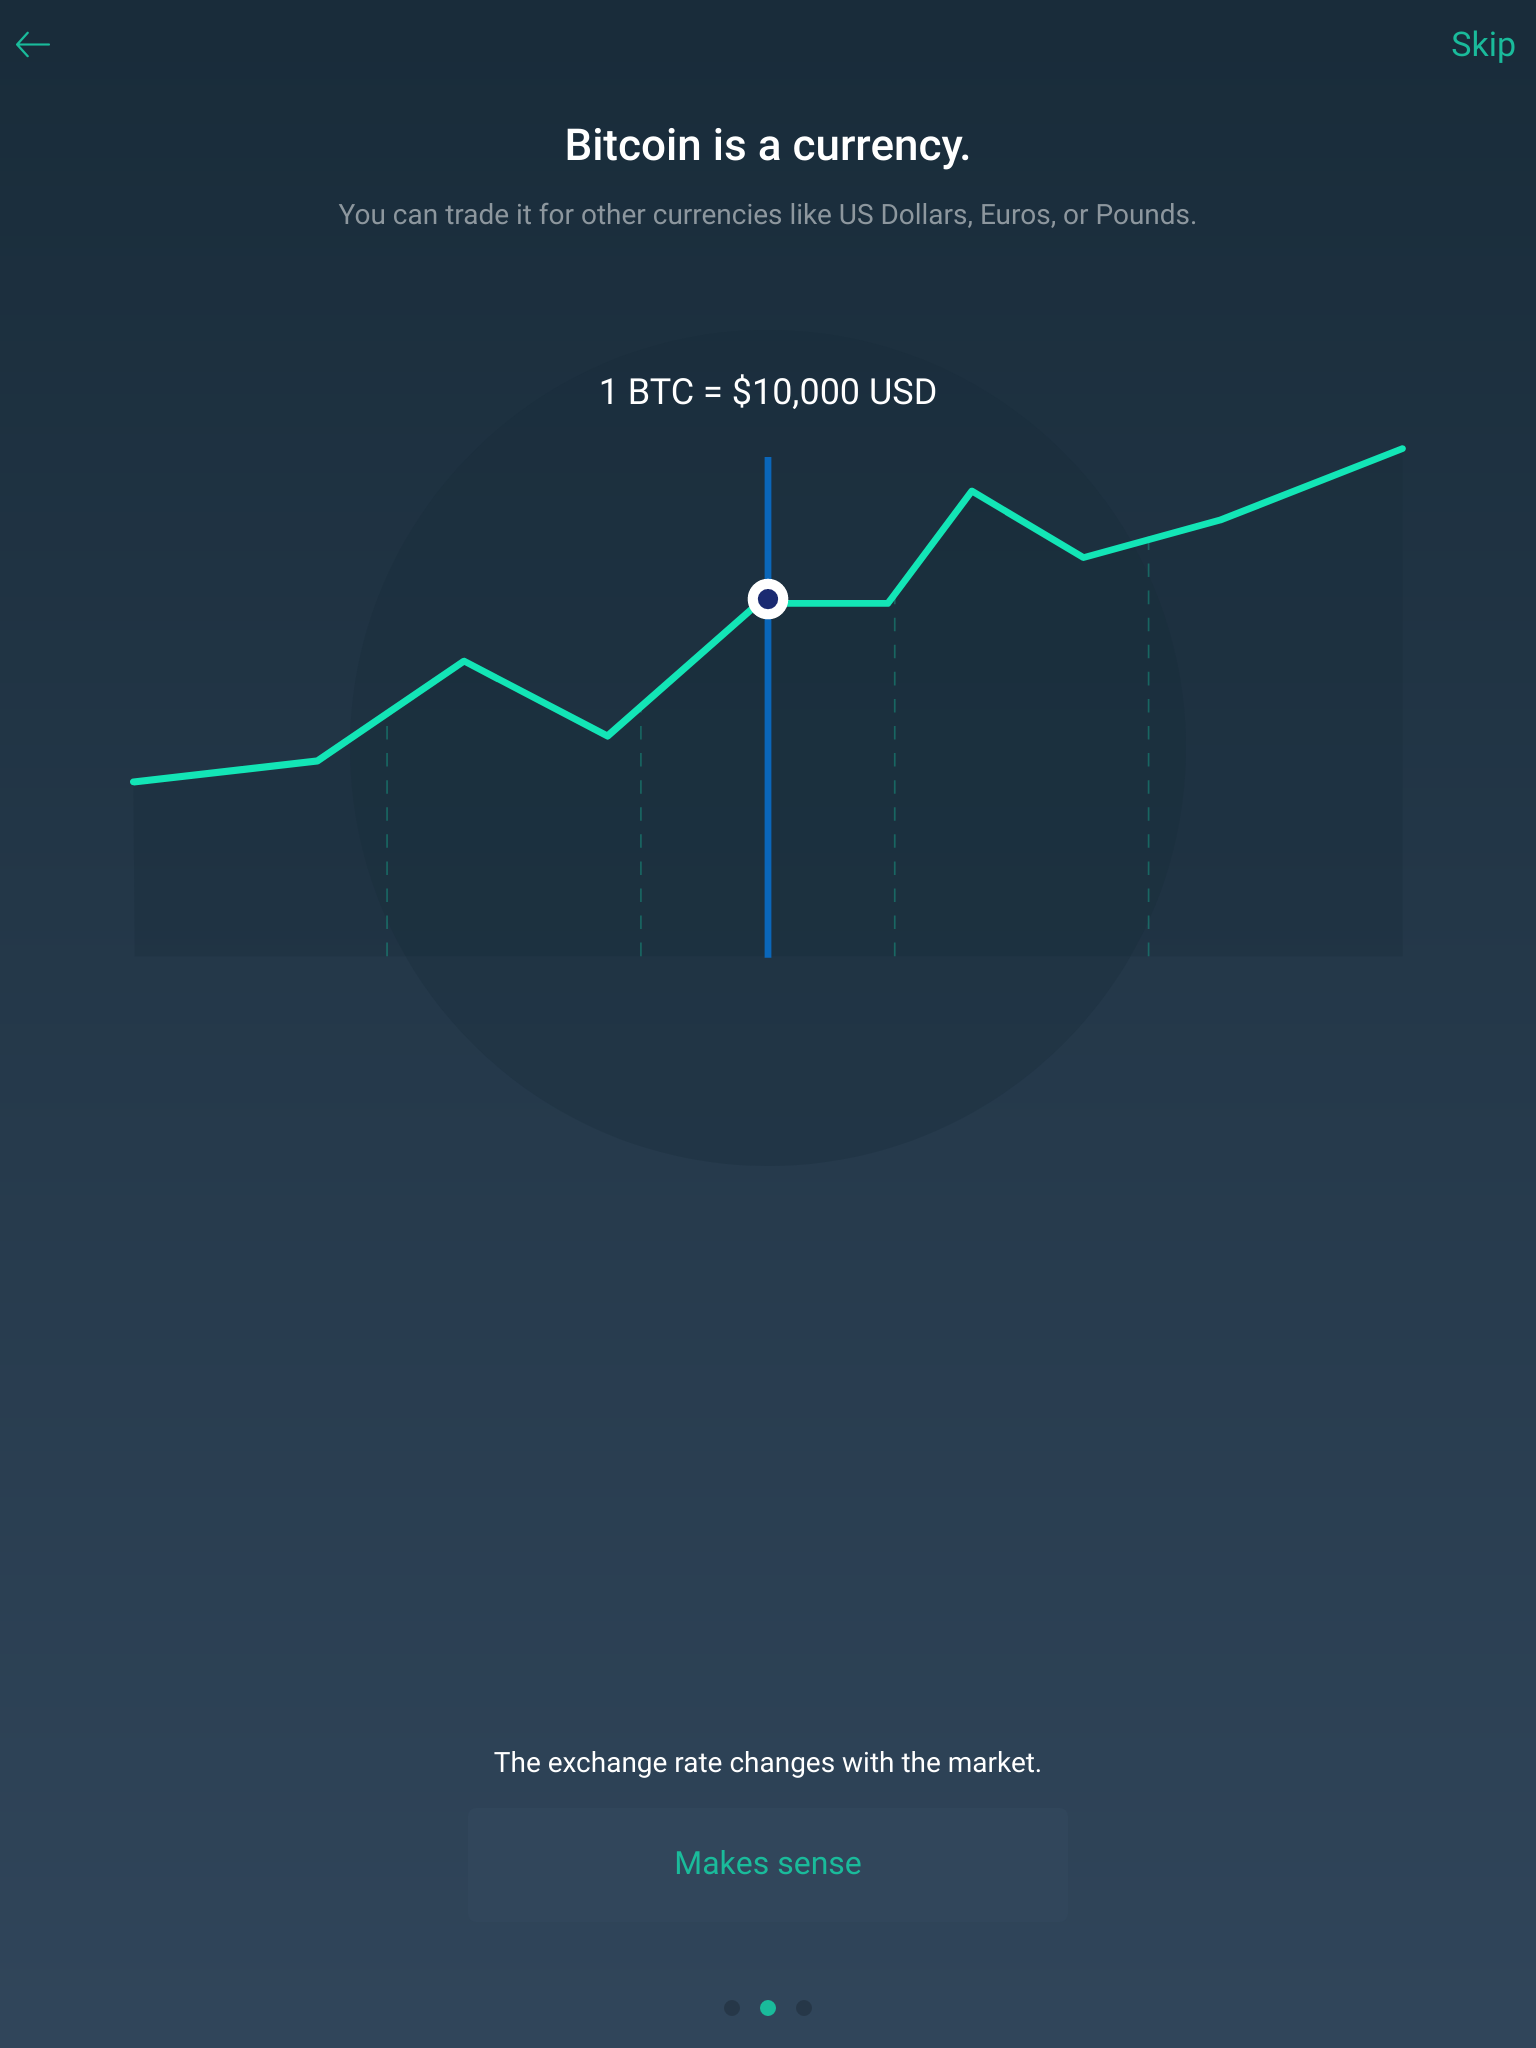 Skip
Bitcoin is a currency.
You can trade it for other currencies like US Dollars, Euros, or Pounds.
1 BTC = $10,000 USD
The exchange rate changes with the market.
Makes sense